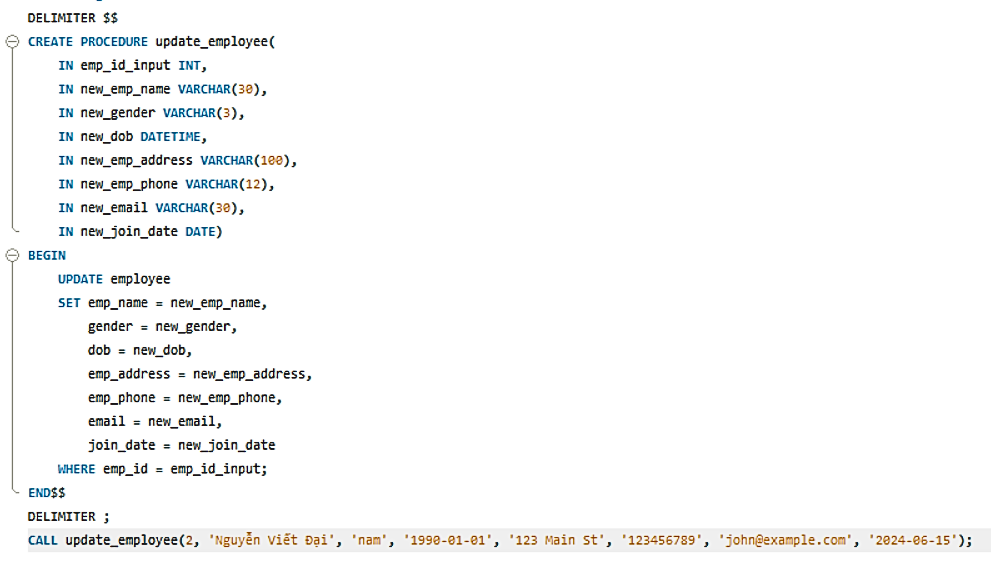 DELIMITER $$
CREATE PROCEDURE update_employee(
IN emp_id_input INT,
IN new_emp_name VARCHAR(30),
IN new_gender VARCHAR(3),
IN new_dob DATETIME,
IN new_emp_address VARCHAR(100),
IN new_emp_phone VARCHAR(12),
IN new_email VARCHAR(30),
IN new_join_date DATE)
BEGIN
UPDATE employee
SET emp_name = new_emp_name,
gender = new_gender,
dob = new_dob,
emp_address = new_emp_address,
emp_phone = new_emp_phone,
email = new_email,
join_date = new_join_date
WHERE emp_id = emp_id_input;
END$$
DELIMITER ;
CALL update_employee(2, 'Nguyễn Viết Đại', 'nam', '1990-01-01', '123 Main St', '123456789', 'john@example.com', '2024-06-15');